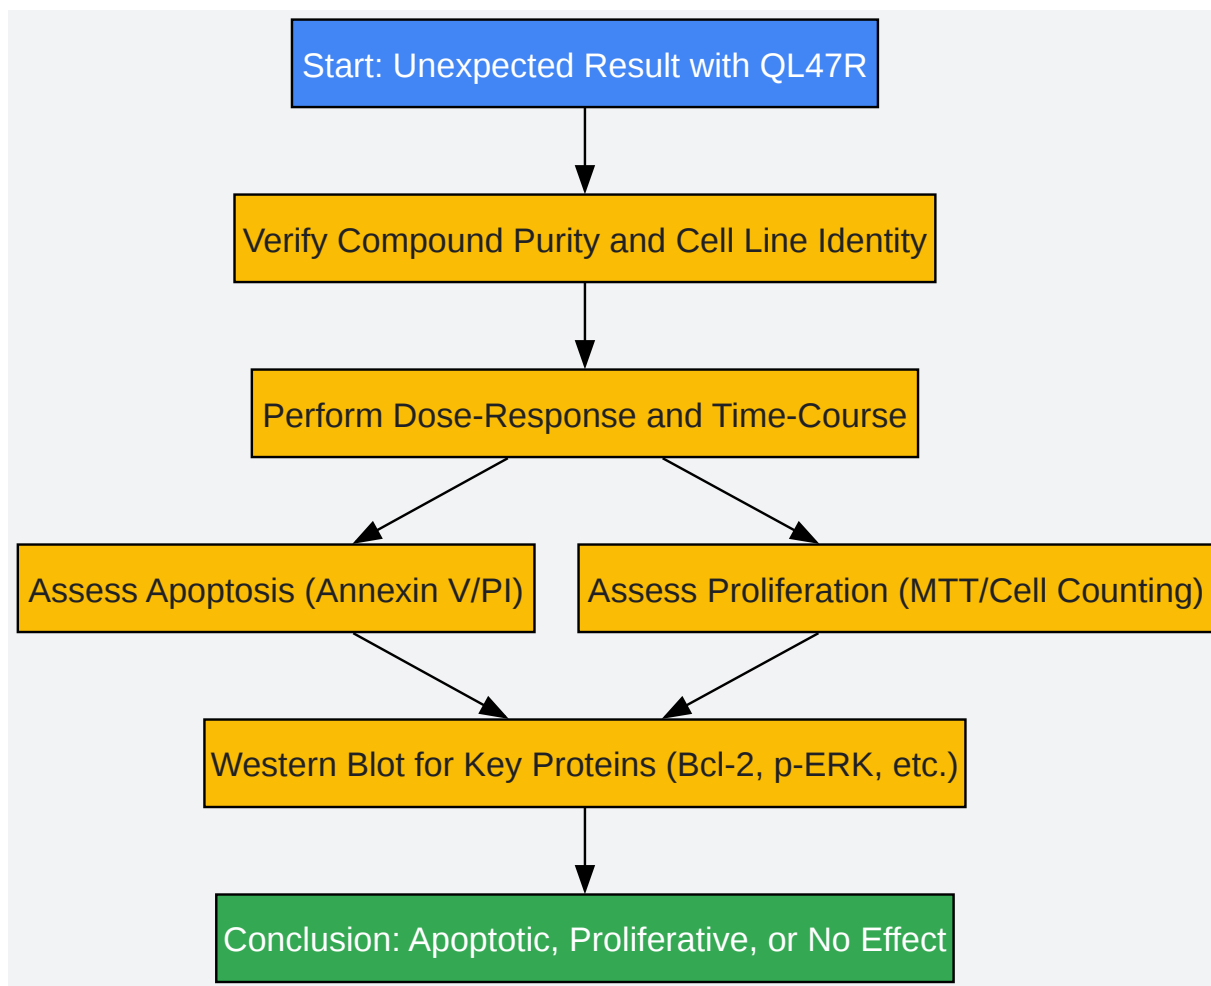 Start: Unexpected Result with QL47R
Verify Compound Purity and Cell Line Identity
Perform Dose-Response and Time-Course
Assess Apoptosis (Annexin V/PI)
Assess Proliferation (MTT/Cell Counting)
Western Blot for Key Proteins (Bcl-2, p-ERK, etc.)
Conclusion: Apoptotic, Proliferative, or No Effect